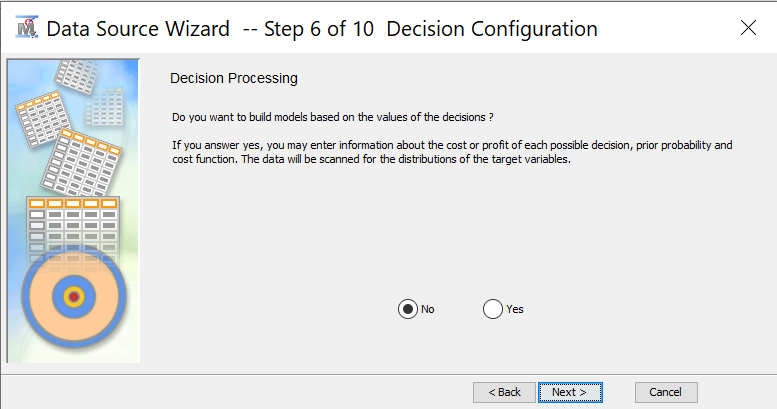 Data Source Wizard -- Step 6 of 10 Decision Configuration
Decision Processing
Do you want to build models based on the values of the decisions ?
If you answer yes, you may enter information about the cost or profit of each possible decision, prior probability and
cost function. The data will be scanned for the distributions of the target variables.
No Yes
< Back Next > Cancel